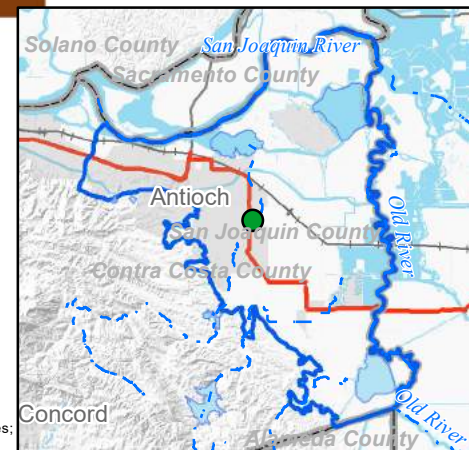 Solano County
San Joaquin River
Sacramento County
Antioch
San Joaquin County
Old River
Contra Costa County
Concord
Old River
es;
Alameda County